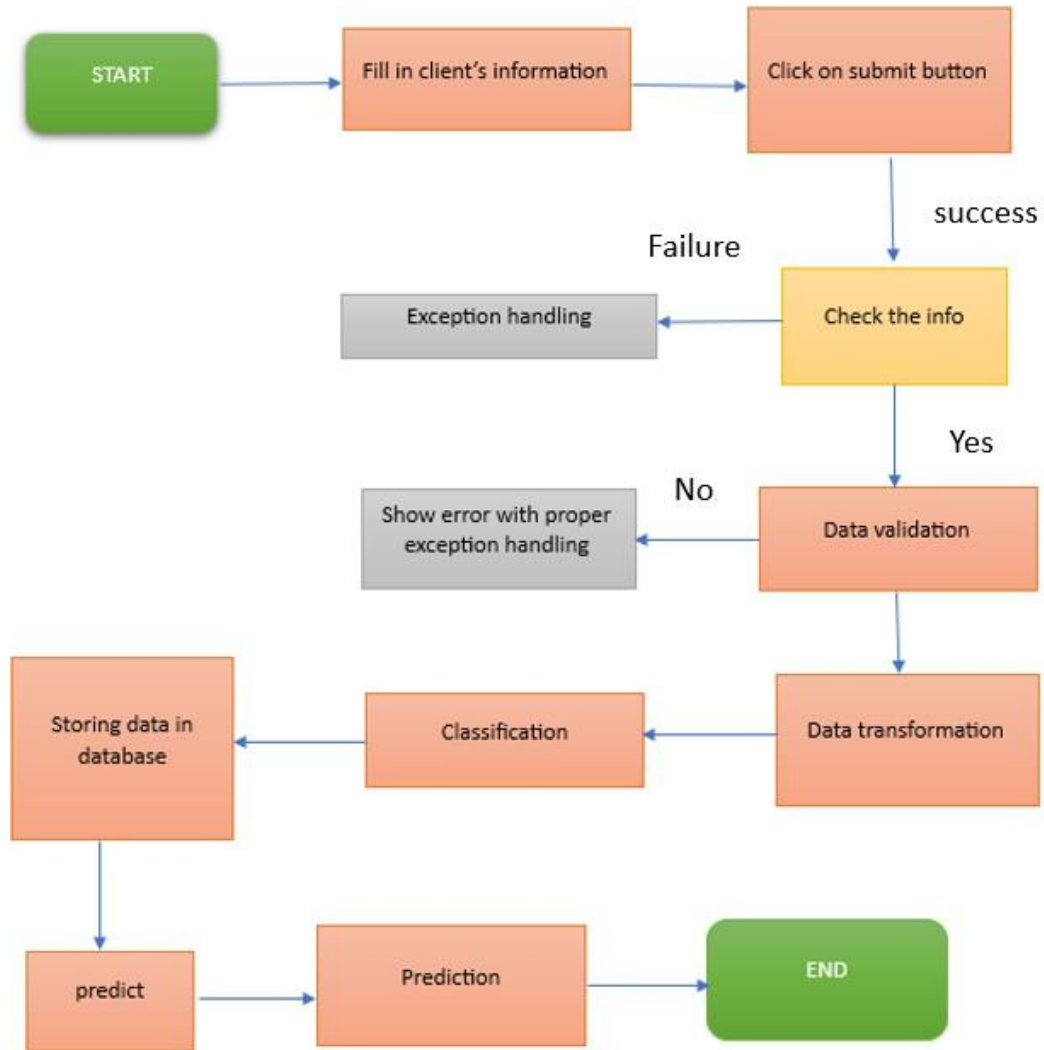 START
Fill in client’s information
Click on submit button
success
Failure
Exception handling
Check the info
Yes
No
Show error with proper
exception handling
Data validation
Storing data in
database
Classification
Data transformation
predict
Prediction
END